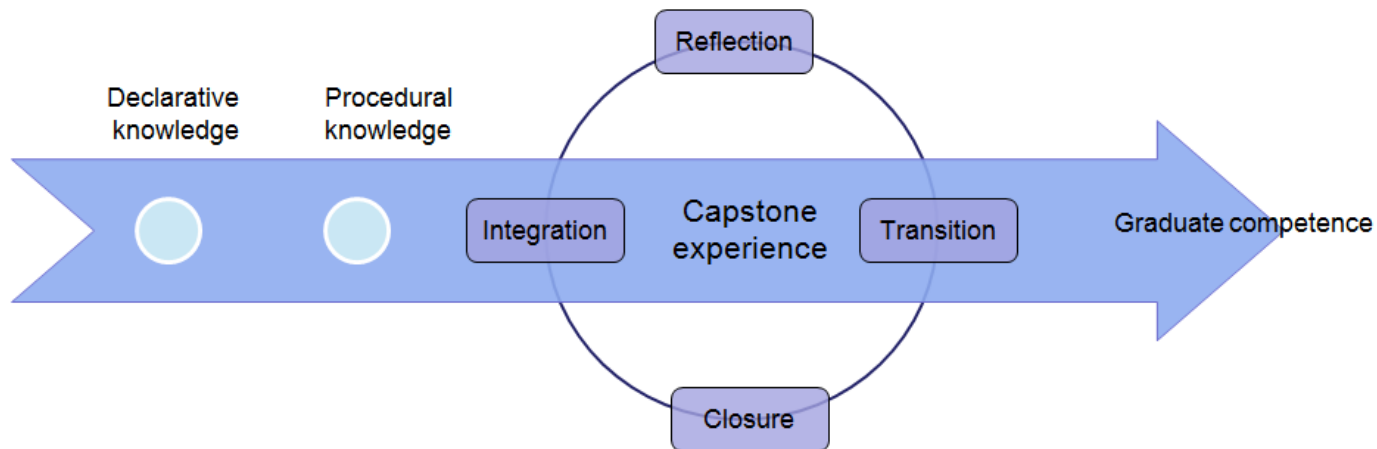 Reflection
Declarative
knowledge
Procedural
knowledge
Integration
Capstone
experience
Transition
Graduate competence
Closure